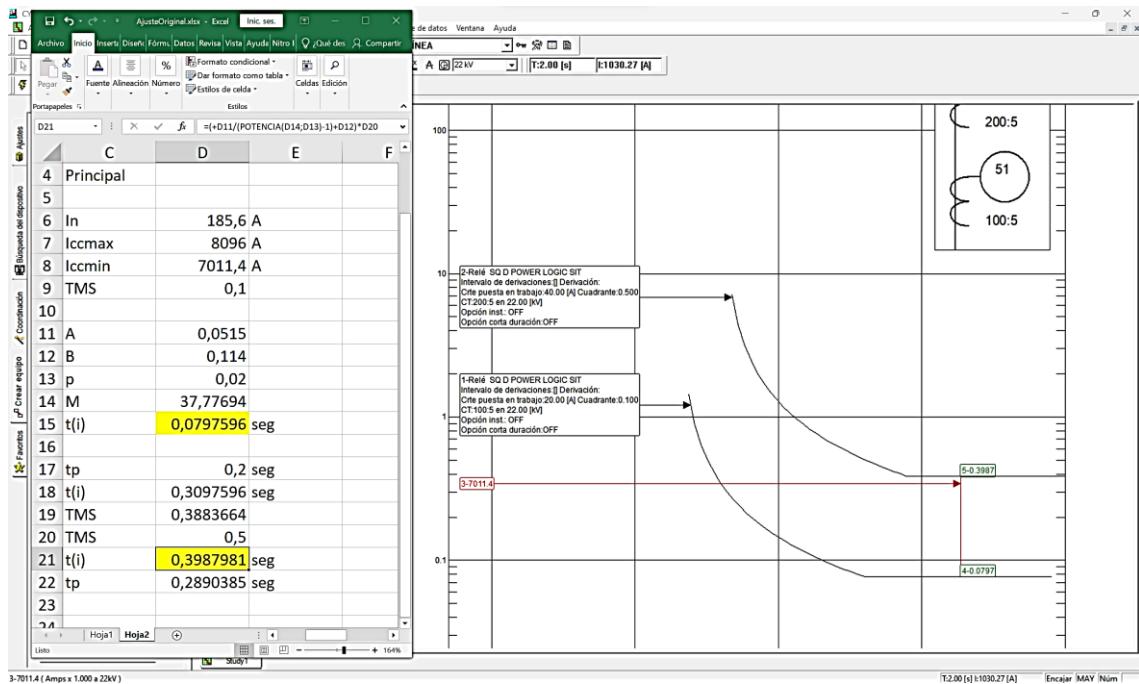 AjusteOriginal.xlsx - Excel
Inic. ses.
Archivo Inicio Insertı Diseñc Fórmı. Datos Revisa Vista Ayuda Nitro I ¿Qué des Compartir
Pegar
Fuente Alineación Número
Formato condicional
Dar formato como tabla
Estilos de celda
Celdas Edición
Portapapeles Estilos
D21 fx =(+D11/(POTENCIA(D14;D13)-1)+D12)*D20
C D E F
4 Principal
5
6 In 185,6 A
7 Iccmax 8096 A
8 Iccmin 7011,4 A
9 TMS 0,1
10
11 A 0,0515
12 B 0,114
13 p 0,02
14 M 37,77694
15 t(i) 0,0797596 seg
16
17 tp 0,2 seg
18 t(i) 0,3097596 seg
19 TMS 0,3883664
20 TMS 0,5
21 t(i) 0,3987981 seg
22 tp 0,2890385 seg
23
24
Hoja1 Hoja2
Listo 164%
Ajustes
Búsqueda del dispositivo
Coordinación
Crear equipo
Favoritos
e de datos Ventana Ayuda
ÍNEA
A 22 kV T:2.00 [s] I:1030.27 [A]
100
10
1
0.1
200:5
51
100:5
2-Relé SQ D POWER LOGIC SIT
Intervalo de derivaciones:[] Derivación:
Crte puesta en trabajo:40.00 [A] Cuadrante:0.500
CT:200:5 en 22.00 [kV]
Opción inst.: OFF
Opción corta duración:OFF
1-Relé SQ D POWER LOGIC SIT
Intervalo de derivaciones:[] Derivación:
Crte puesta en trabajo:20.00 [A] Cuadrante:0.100
CT:100:5 en 22.00 [kV]
Opción inst.: OFF
Opción corta duración:OFF
3-7011.4
5-0.3987
4-0.0797
Study1
3-7011.4 ( Amps x 1.000 a 22kV )
T:2.00 [s] I:1030.27 [A] Encajar MAY Núm